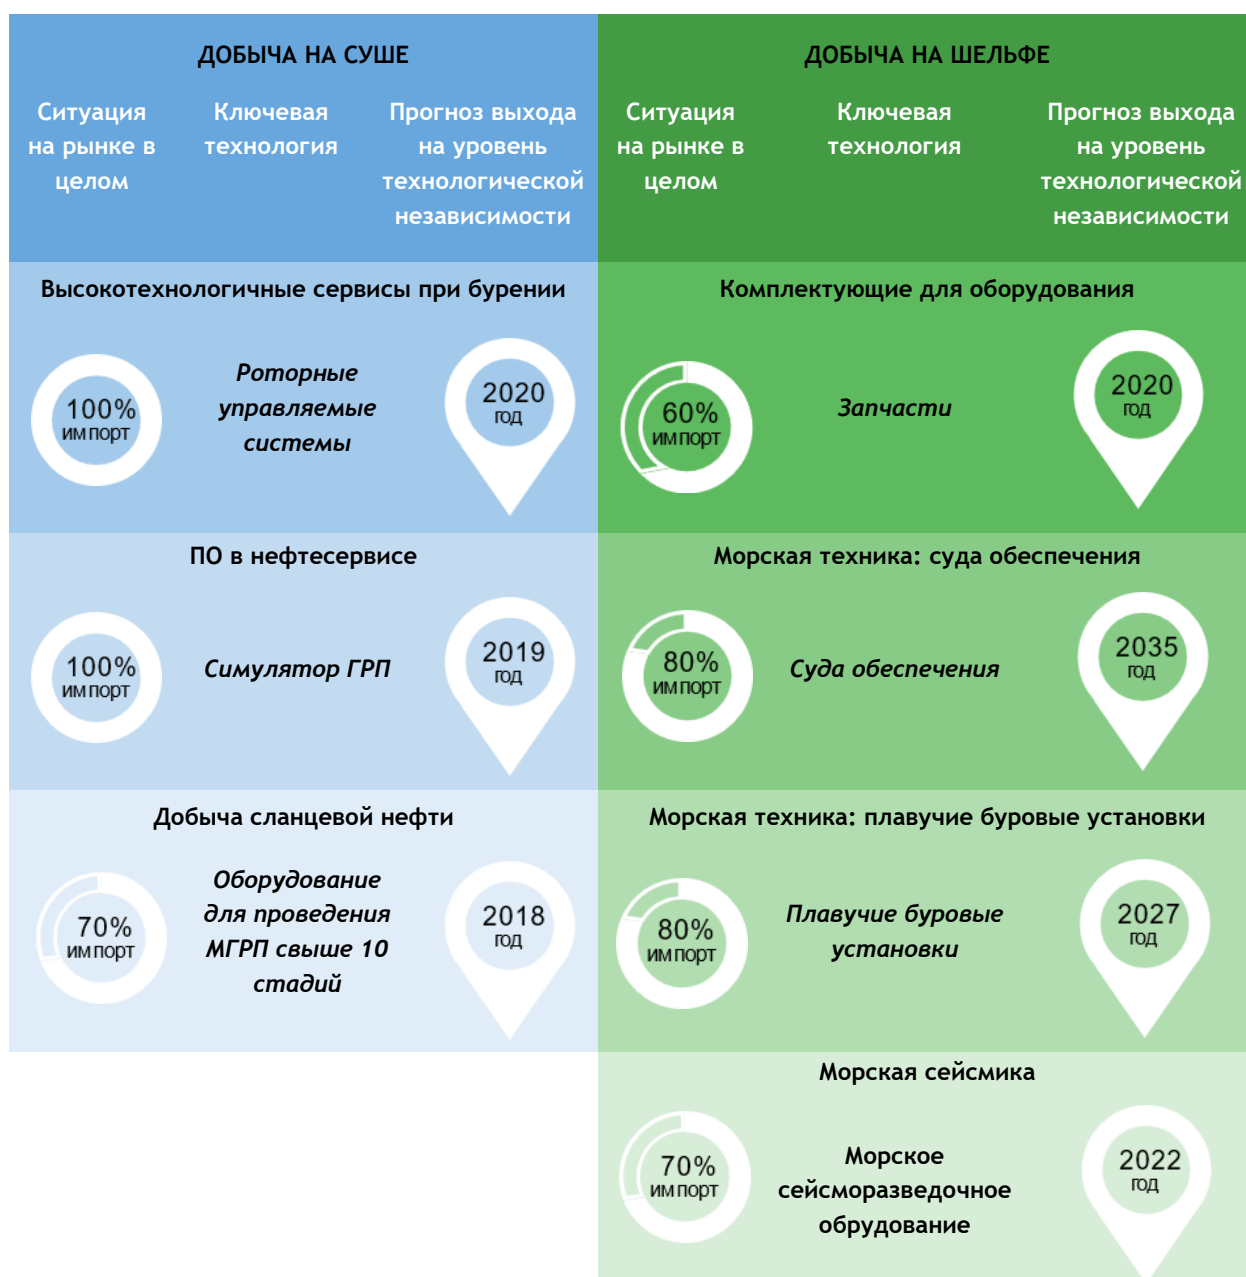 ДОБЫЧА НА СУШЕ
Ситуация
на рынке в
целом
Ключевая
технология
Прогноз выхода
на уровень
технологической
независимости
Высокотехнологичные сервисы при бурении
100%
импорт
Роторные
управляемые
системы
2020
год
ПО в нефтесервисе
100%
импорт
Симулятор ГРП
2019
год
Добыча сланцевой нефти
70%
импорт
Оборудование
для проведения
МГРП свыше 10
стадий
2018
год
ДОБЫЧА НА ШЕЛЬФЕ
Ситуация
на рынке в
целом
Ключевая
технология
Прогноз выхода
на уровень
технологической
независимости
Комплектующие для оборудования
60%
импорт
Запчасти
2020
год
Морская техника: суда обеспечения
80%
импорт
Суда обеспечения
2035
год
Морская техника: плавучие буровые установки
80%
импорт
Плавучие буровые
установки
2027
год
Морская сейсмика
70%
импорт
Морское
сейсморазведочное
обрудование
2022
год